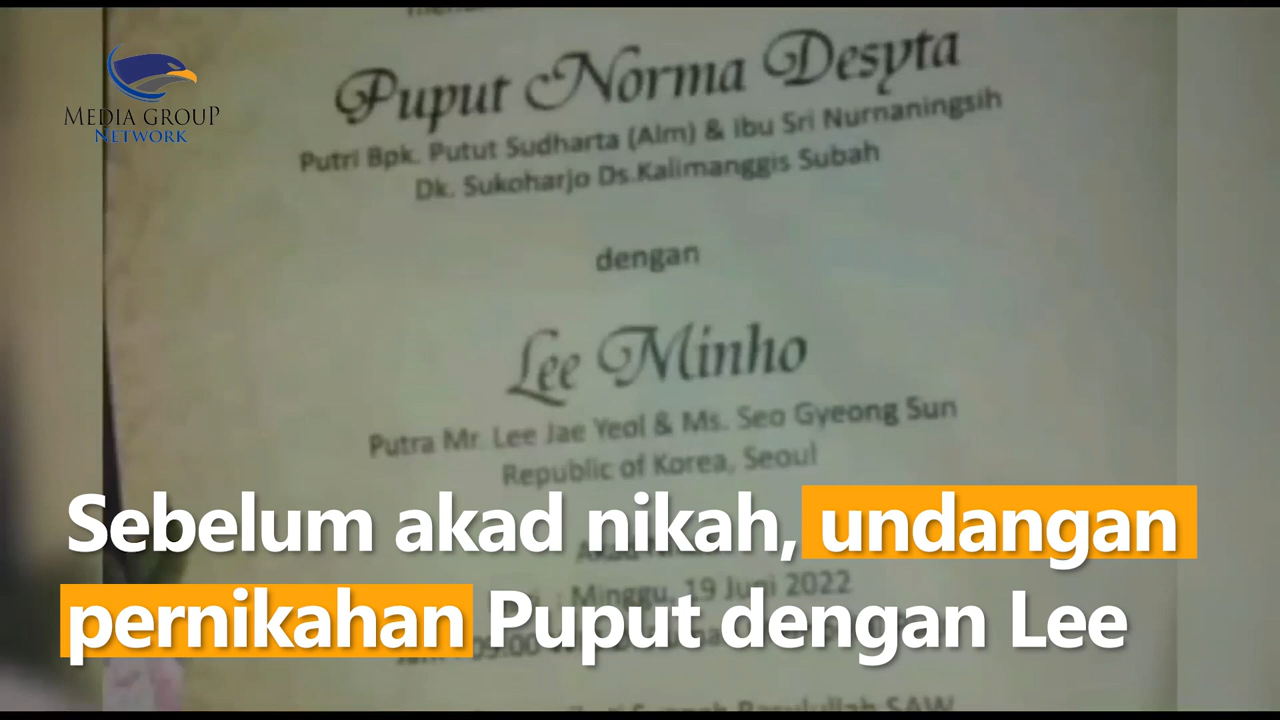 MEDIA GROUP
NETWORK
Puput Norma Desyta
Putri Bpk. Putut Sudharta (Alm) & Ibu Sri Nurnaningsih
Dk. Sukoharjo Ds.Kalimanggis Subah
dengan
Lee Minho
Putra Mr. Lee Jae Yeol & Ms. Seo Gyeong Sun
Republic of Korea, Seoul
Sebelum akad nikah, undangan
: Minggu, 19 Juni 2022
pernikahan Puput dengan Lee
Rasulullah SAW